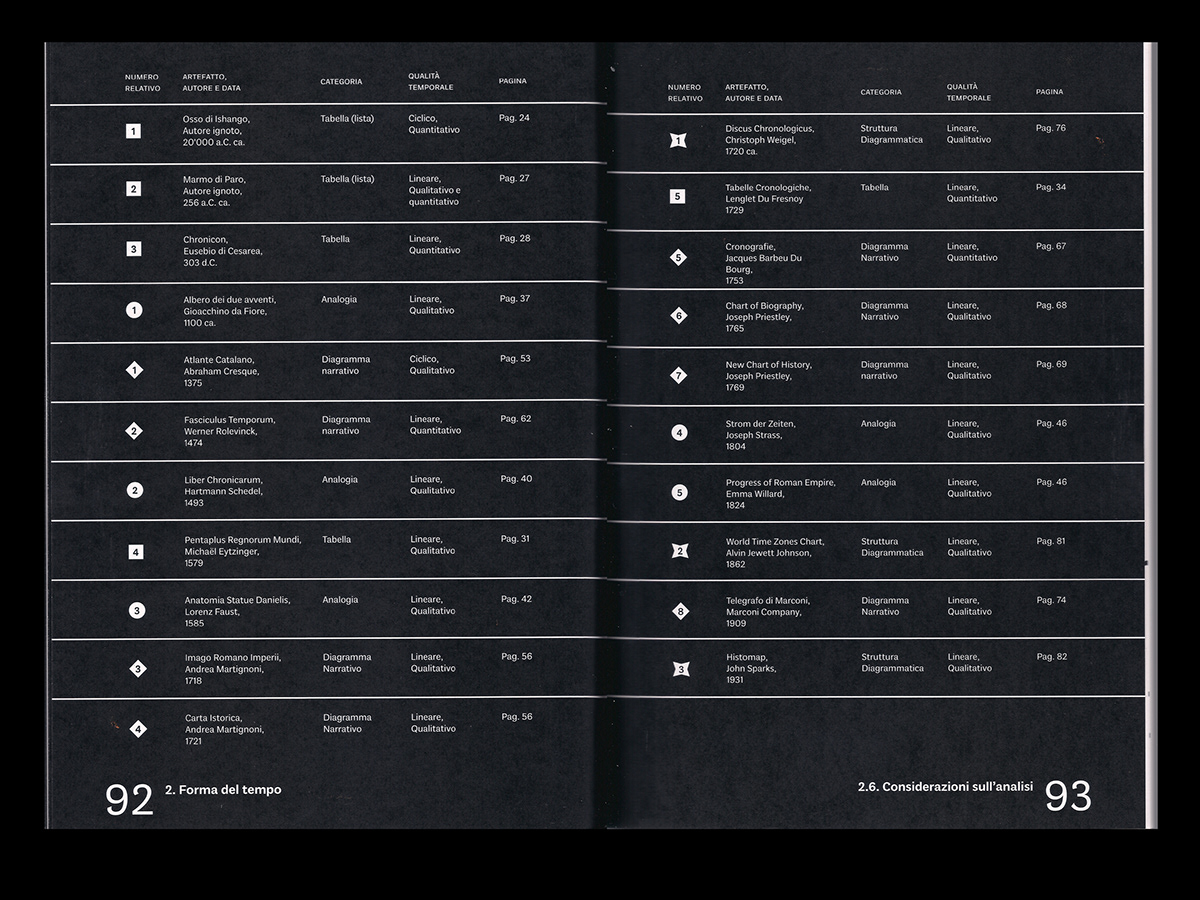 NUMERO
RELATIVO
ARTEFATTO,
AUTORE E DATA
CATEGORIA
QUALITÀ
TEMPORALE
PAGINA
1
Osso di Ishango,
Autore ignoto,
20'000 a.C. ca.
Tabella (lista)
Ciclico,
Quantitativo
Pag. 24
2
Marmo di Paro,
Autore ignoto,
256 a.C. ca.
Tabella (lista)
Lineare,
Qualitativo e
quantitativo
Pag. 27
3
Chronicon,
Eusebio di Cesarea,
303 d.C.
Tabella
Lineare,
Quantitativo
Pag. 28
1
Albero dei due avventi,
Gioacchino da Fiore,
1100 ca.
Analogia
Lineare,
Qualitativo
Pag. 37
1
Atlante Catalano,
Abraham Cresque,
1375
Diagramma
narrativo
Ciclico,
Qualitativo
Pag. 53
2
Fasciculus Temporum,
Werner Rolevinck,
1474
Diagramma
narrativo
Lineare,
Quantitativo
Pag. 62
2
Liber Chronicarum,
Hartmann Schedel,
1493
Analogia
Lineare,
Qualitativo
Pag. 40
4
Pentaplus Regnorum Mundi,
Michaël Eytzinger,
1579
Tabella
Lineare,
Qualitativo
Pag. 31
3
Anatomia Statue Danielis,
Lorenz Faust,
1585
Analogia
Lineare,
Qualitativo
Pag. 42
3
Imago Romano Imperii,
Andrea Martignoni,
1718
Diagramma
Narrativo
Lineare,
Qualitativo
Pag. 56
4
Carta Istorica,
Andrea Martignoni,
1721
Diagramma
Narrativo
Lineare,
Qualitativo
Pag. 56
92
2. Forma del tempo
NUMERO
RELATIVO
ARTEFATTO,
AUTORE E DATA
CATEGORIA
QUALITÀ
TEMPORALE
PAGINA
1
Discus Chronologicus,
Christoph Weigel,
1720 ca.
Struttura
Diagrammatica
Lineare,
Qualitativo
Pag. 76
5
Tabelle Cronologiche,
Lenglet Du Fresnoy
1729
Tabella
Lineare,
Quantitativo
Pag. 34
5
Cronografie,
Jacques Barbeu Du
Bourg,
1753
Diagramma
Narrativo
Lineare,
Quantitativo
Pag. 67
6
Chart of Biography,
Joseph Priestley,
1765
Diagramma
Narrativo
Lineare,
Qualitativo
Pag. 68
7
New Chart of History,
Joseph Priestley,
1769
Diagramma
narrativo
Lineare,
Qualitativo
Pag. 69
4
Strom der Zeiten,
Joseph Strass,
1804
Analogia
Lineare,
Qualitativo
Pag. 46
5
Progress of Roman Empire,
Emma Willard,
1824
Analogia
Lineare,
Qualitativo
Pag. 46
2
World Time Zones Chart,
Alvin Jewett Johnson,
1862
Struttura
Diagrammatica
Lineare,
Qualitativo
Pag. 81
8
Telegrafo di Marconi,
Marconi Company,
1909
Diagramma
Narrativo
Lineare,
Qualitativo
Pag. 74
3
Histomap,
John Sparks,
1931
Struttura
Diagrammatica
Lineare,
Qualitativo
Pag. 82
2.6. Considerazioni sull'analisi
93